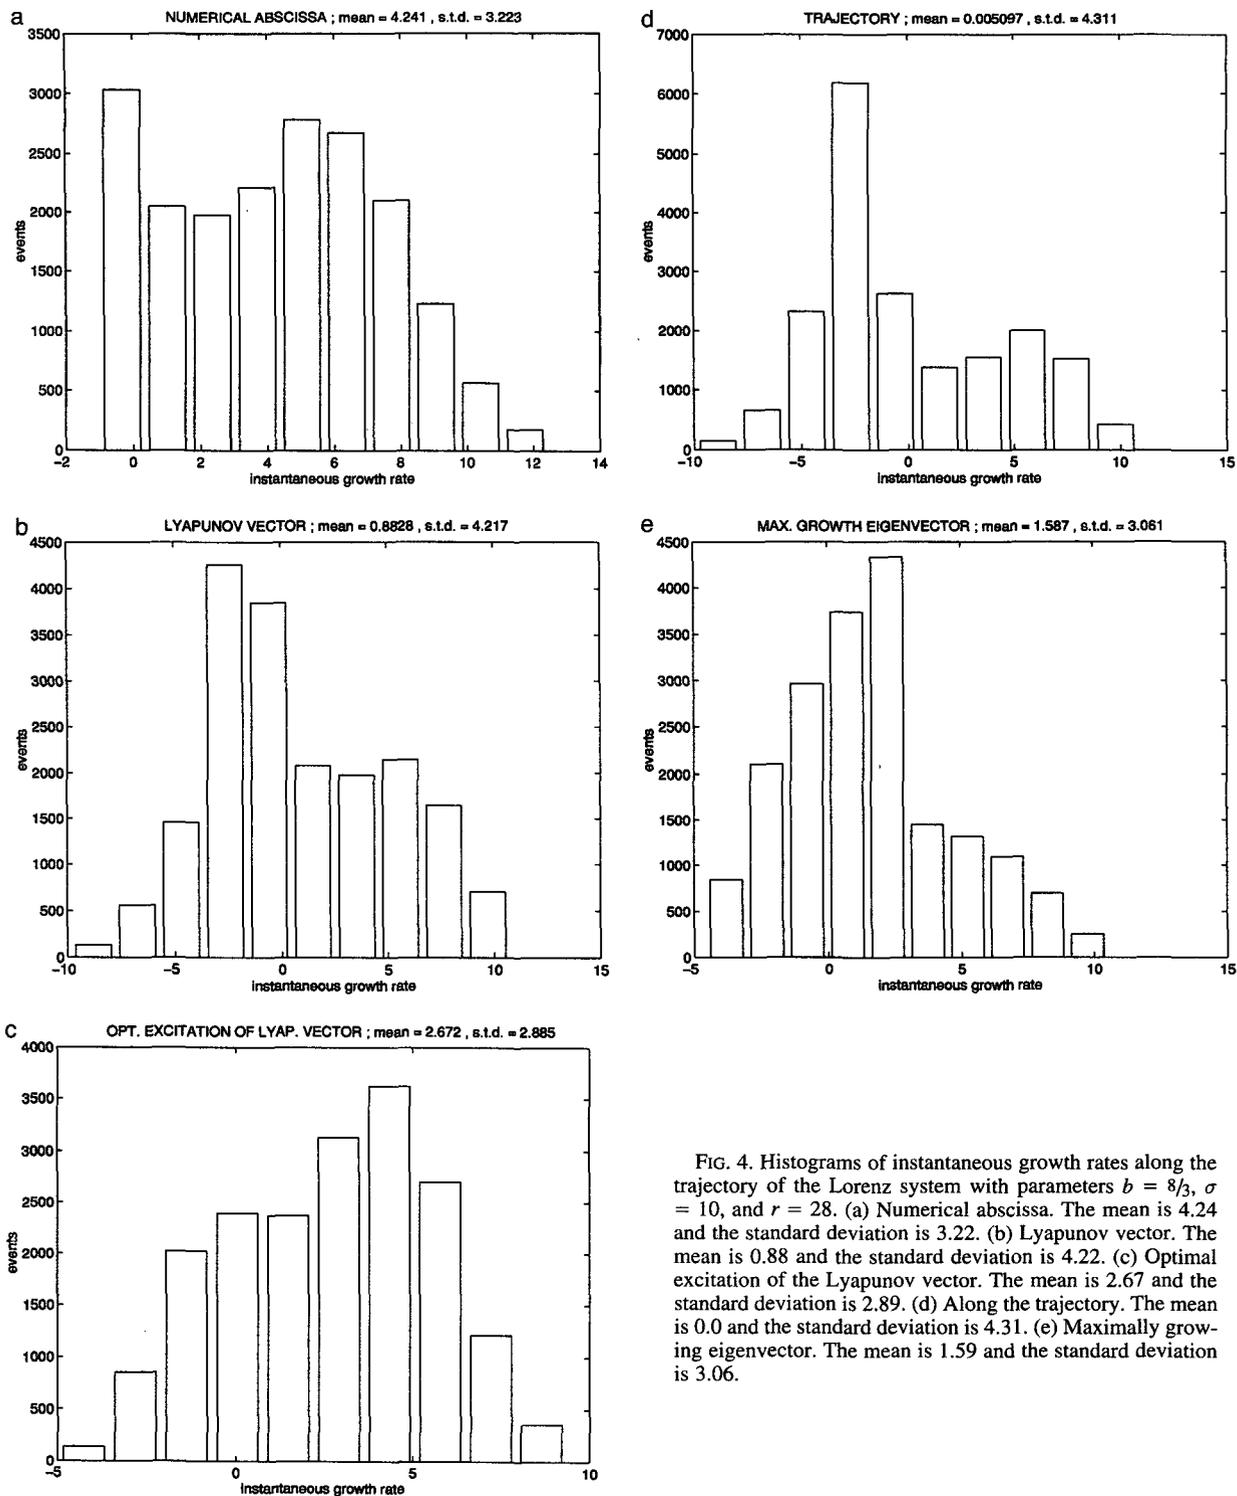 a
NUMERICAL ABSCISSA ; mean = 4.241 , s.t.d. = 3.223
3500
3000
2500
2000
1500
1000
500
0
events
-2 0 2 4 6 8 10 12 14
instantaneous growth rate
d
TRAJECTORY ; mean = 0.005097 , s.t.d. = 4.311
7000
6000
5000
4000
3000
2000
1000
0
events
-10 -5 0 5 10 15
instantaneous growth rate
b
LYAPUNOV VECTOR ; mean = 0.8828 , s.t.d. = 4.217
4500
4000
3500
3000
2500
2000
1500
1000
500
0
events
-10 -5 0 5 10 15
instantaneous growth rate
e
MAX. GROWTH EIGENVECTOR ; mean = 1.587 , s.t.d. = 3.061
4500
4000
3500
3000
2500
2000
1500
1000
500
0
events
-5 0 5 10 15
instantaneous growth rate
c
OPT. EXCITATION OF LYAP. VECTOR ; mean = 2.672 , s.t.d. = 2.885
4000
3500
3000
2500
2000
1500
1000
500
0
events
-5 0 5 10
instantaneous growth rate
FIG. 4. Histograms of instantaneous growth rates along the
trajectory of the Lorenz system with parameters b = 8/3, σ
= 10, and r = 28. (a) Numerical abscissa. The mean is 4.24
and the standard deviation is 3.22. (b) Lyapunov vector. The
mean is 0.88 and the standard deviation is 4.22. (c) Optimal
excitation of the Lyapunov vector. The mean is 2.67 and the
standard deviation is 2.89. (d) Along the trajectory. The mean
is 0.0 and the standard deviation is 4.31. (e) Maximally grow-
ing eigenvector. The mean is 1.59 and the standard deviation
is 3.06.